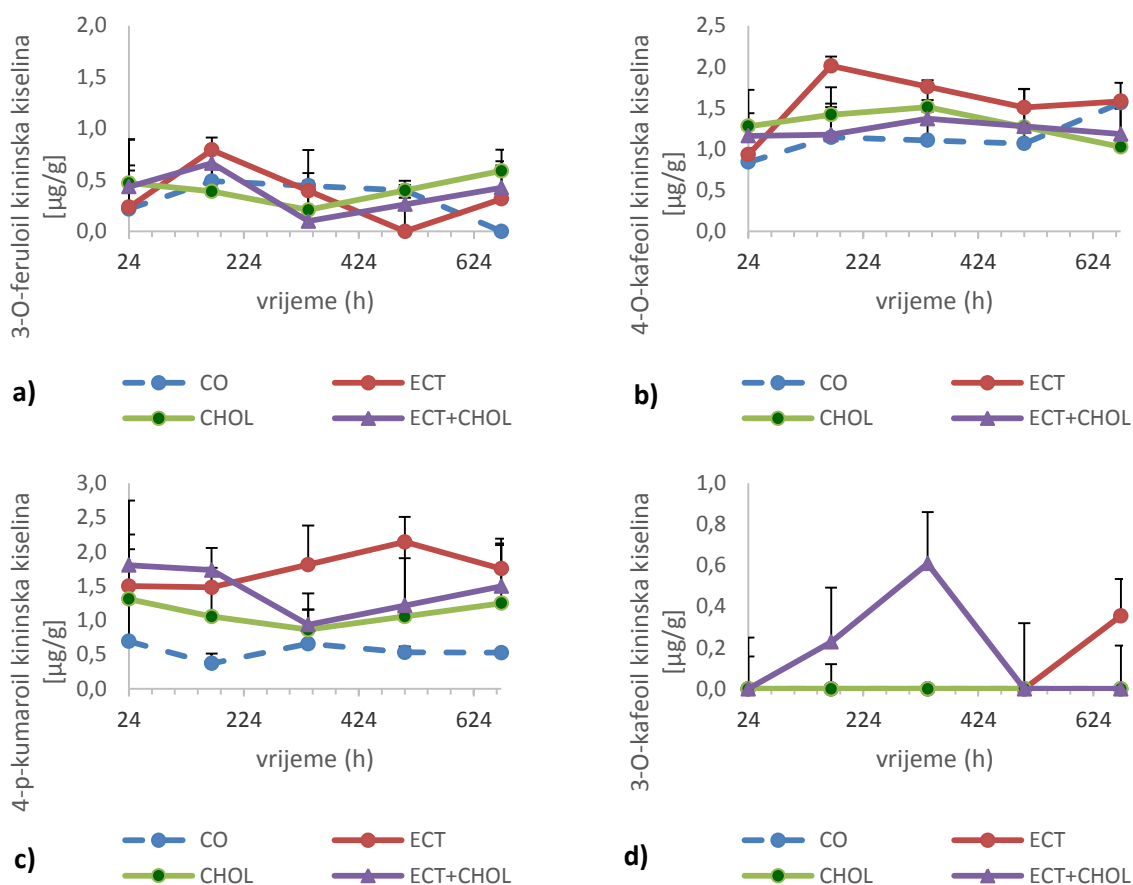 3-O-feruloil kininska kiselina
[µg/g]
2,0
1,5
1,0
0,5
0,0
24 224 424 624
vrijeme (h)
a)
CO ECT
CHOL ECT+CHOL
4-O-kafeoil kininska kiselina
[µg/g]
2,5
2,0
1,5
1,0
0,5
0,0
24 224 424 624
vrijeme (h)
b)
CO ECT
CHOL ECT+CHOL
4-p-kumaroil kininska kiselina
[µg/g]
3,0
2,5
2,0
1,5
1,0
0,5
0,0
24 224 424 624
vrijeme (h)
c)
CO ECT
CHOL ECT+CHOL
3-O-kafeoil kininska kiselina
[µg/g]
1,0
0,8
0,6
0,4
0,2
0,0
24 224 424 624
vrijeme (h)
d)
CO ECT
CHOL ECT+CHOL